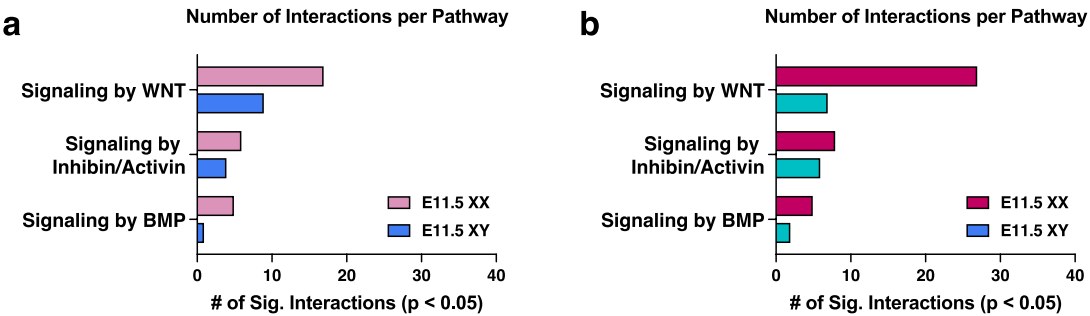 a
Number of Interactions per Pathway
Signaling by WNT
Signaling by
Inhibin/Activin
Signaling by BMP
E11.5 XX
E11.5 XY
0 10 20 30 40
# of Sig. Interactions (p < 0.05)
b
Number of Interactions per Pathway
Signaling by WNT
Signaling by
Inhibin/Activin
Signaling by BMP
E11.5 XX
E11.5 XY
0 10 20 30 40
# of Sig. Interactions (p < 0.05)